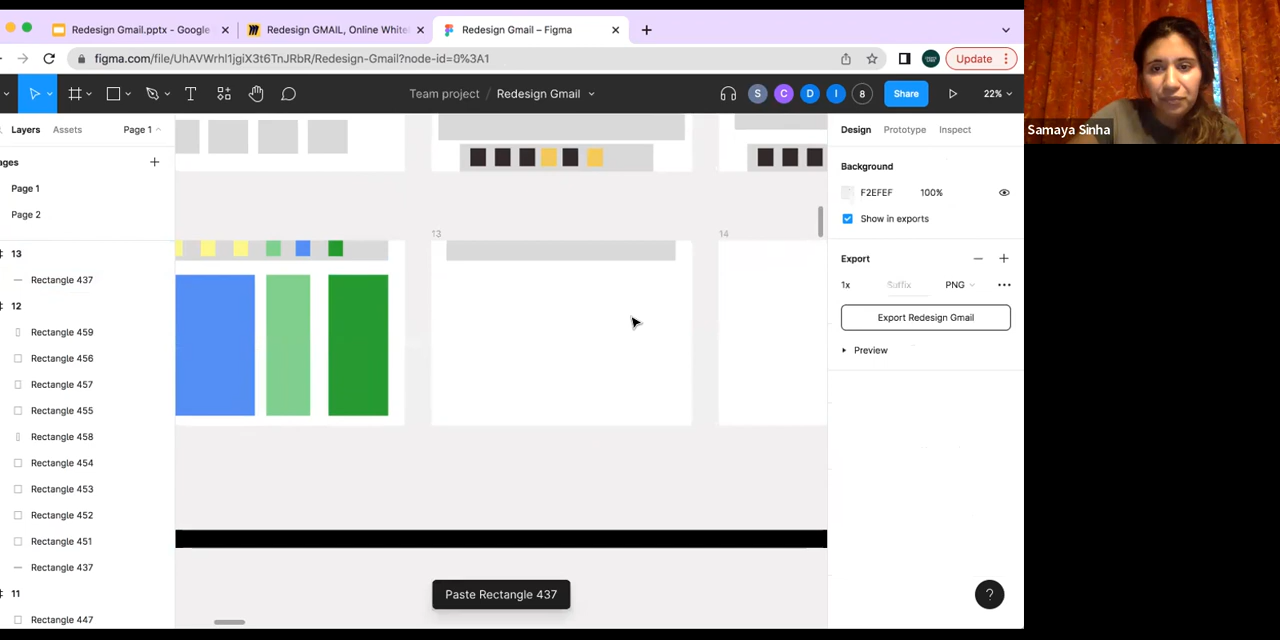 Redesign Gmail.pptx - Google
Redesign GMAIL, Online White
Redesign Gmail – Figma
figma.com/file/UhAVWrhl1jgiX3t6TnJRbR/Redesign-Gmail?node-id=0%3A1
Update
Team project / Redesign Gmail
S C D I 8
Share
22%
Samaya Sinha
Layers Assets Page 1
Design Prototype Inspect
ages
Page 1
Page 2
Background
F2EFEF 100%
Show in exports
13
14
13
Rectangle 437
12
Rectangle 459
Rectangle 456
Rectangle 457
Rectangle 455
Rectangle 458
Rectangle 454
Rectangle 453
Rectangle 452
Rectangle 451
Rectangle 437
11
Rectangle 447
Export
1x Suffix PNG
Export Redesign Gmail
Preview
Paste Rectangle 437
?